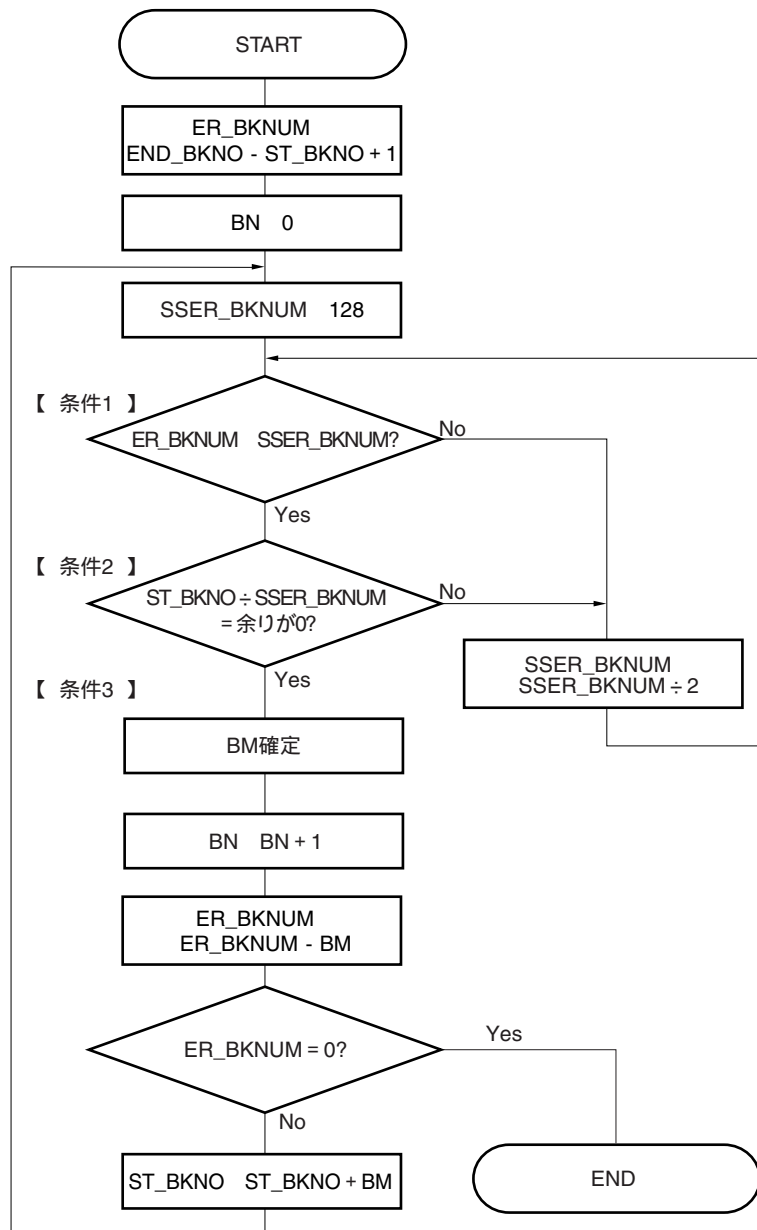 START
ER_BKNUM
END_BKNO - ST_BKNO + 1
BN 0
SSER_BKNUM 128
【 条件1 】
ER_BKNUM SSER_BKNUM?
No
Yes
【 条件2 】
ST_BKNO ÷ SSER_BKNUM
= 余りが0?
No
Yes
SSER_BKNUM
SSER_BKNUM ÷ 2
【 条件3 】
BM確定
BN BN + 1
ER_BKNUM
ER_BKNUM - BM
ER_BKNUM = 0?
Yes
No
ST_BKNO ST_BKNO + BM
END